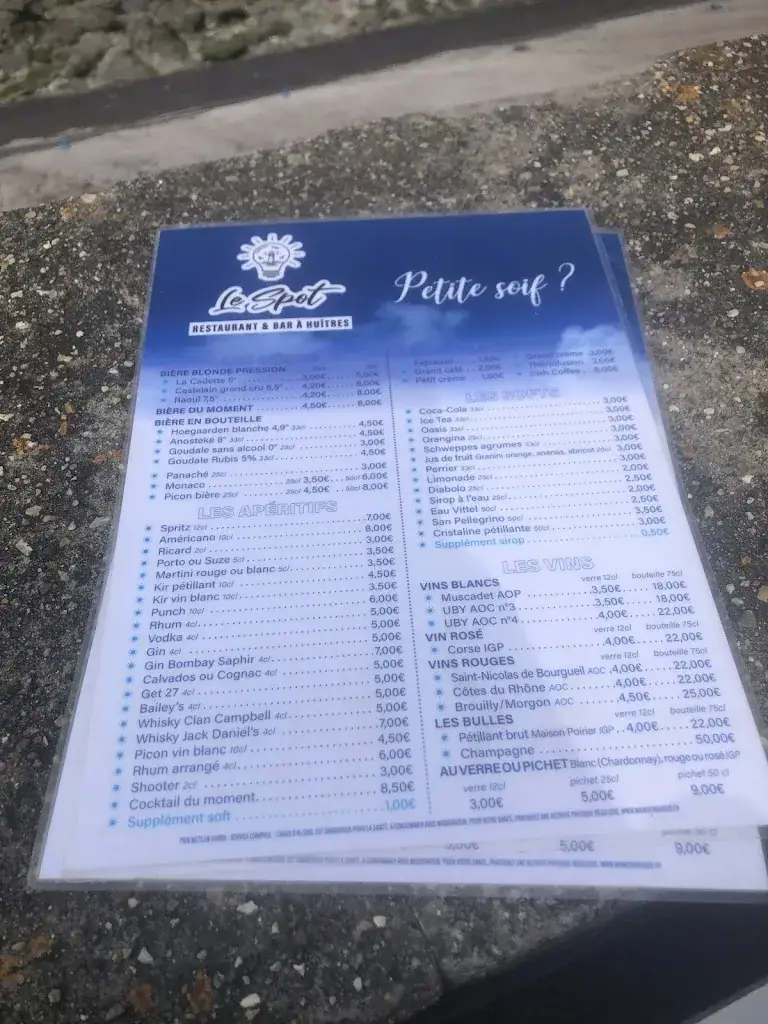 Le Spot
RESTAURANT & BAR À HUÎTRES
Petite soif ?
BIÈRE BLONDE PRESSION
La Cadette 5° 3,00€ 5,00€
Castelain grand cru 5,5° 4,20€ 8,00€
Raoul 7,5° 4,20€ 8,00€
BIÈRE DU MOMENT 4,50€ 8,00€
BIÈRE EN BOUTEILLE
Hoegaarden blanche 4,9° 33cl 4,50€
Anosteké 8° 33cl 4,50€
Goudale sans alcool 0° 25cl 3,00€
Goudale Rubis 5% 33cl 4,50€
Panaché 25cl 3,00€
Monaco 25cl 3,50€ 50cl 6,00€
Picon bière 25cl 25cl 4,50€ 50cl 8,00€
LES APÉRITIFS
Spritz 12cl 7,00€
Américano 10cl 8,00€
Ricard 2cl 3,00€
Porto ou Suze 5cl 3,50€
Martini rouge ou blanc 5cl 3,50€
Kir pétillant 10cl 4,50€
Kir vin blanc 10cl 3,50€
Punch 10cl 6,00€
Rhum 4cl 5,00€
Vodka 4cl 5,00€
Gin 4cl 5,00€
Gin Bombay Saphir 4cl 7,00€
Calvados ou Cognac 4cl 5,00€
Get 27 4cl 5,00€
Bailey's 4cl 5,00€
Whisky Clan Campbell 4cl 5,00€
Whisky Jack Daniel's 4cl 7,00€
Picon vin blanc 10cl 4,50€
Rhum arrangé 4cl 6,00€
Shooter 2cl 3,00€
Cocktail du moment 8,50€
Supplément soft 1,00€
Expresso 1,60€ Grand crème 3,00€
Grand café 2,00€
Petit crème 1,80€ Irish Coffee 8,00€
LES SOFTS
Coca-Cola 33cl 3,00€
Ice Tea 33cl 3,00€
Oasis 33cl 3,00€
Orangina 25cl 3,00€
Schweppes agrumes 33cl 3,00€
Jus de fruit Granini orange, ananas, abricot 25cl 3,00€
Perrier 33cl 3,00€
Limonade 25cl 2,00€
Diabolo 25cl 2,50€
Sirop à l'eau 25cl 2,00€
Eau Vittel 50cl 2,50€
San Pellegrino 50cl 3,50€
Cristaline pétillante 50cl 3,00€
Supplément sirop 0,50€
LES VINS
VINS BLANCS verre 12cl bouteille 75cl
Muscadet AOP 3,50€ 18,00€
UBY AOC n°3 3,50€ 18,00€
UBY AOC n°4 4,00€ 22,00€
VIN ROSÉ verre 12cl bouteille 75cl
Corse IGP 4,00€ 22,00€
VINS ROUGES verre 12cl bouteille 75cl
Saint-Nicolas de Bourgueil AOC 4,00€ 22,00€
Côtes du Rhône AOC 4,00€ 22,00€
Brouilly/Morgon AOC 4,50€ 25,00€
LES BULLES verre 12cl bouteille 75cl
Pétillant brut Maison Poirier IGP 4,00€ 22,00€
Champagne 50,00€
AU VERRE OU PICHET Blanc (Chardonnay), rouge ou rosé IGP
verre 12cl pichet 25cl pichet 50 cl
3,00€ 5,00€ 9,00€
3,00€ 5,00€ 9,00€